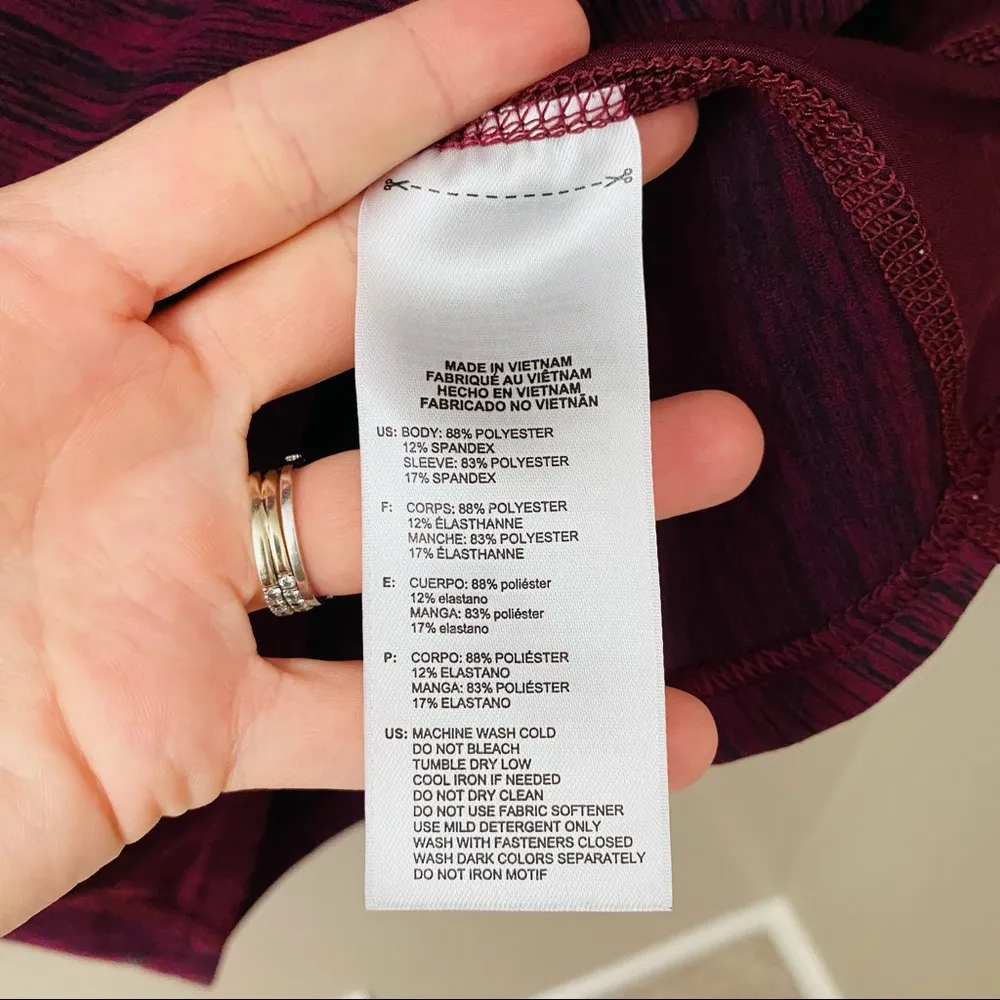 MADE IN VIETNAM
FABRIQUÉ AU VIÊTNAM
HECHO EN VIETNAM
FABRICADO NO VIETNÃN
US: BODY: 88% POLYESTER
12% SPANDEX
SLEEVE: 83% POLYESTER
17% SPANDEX
F: CORPS: 88% POLYESTER
12% ÉLASTHANNE
MANCHE: 83% POLYESTER
17% ÉLASTHANNE
E: CUERPO: 88% poliéster
12% elastano
MANGA: 83% poliéster
17% elastano
P: CORPO: 88% POLIÉSTER
12% ELASTANO
MANGA: 83% POLIÉSTER
17% ELASTANO
US: MACHINE WASH COLD
DO NOT BLEACH
TUMBLE DRY LOW
COOL IRON IF NEEDED
DO NOT DRY CLEAN
DO NOT USE FABRIC SOFTENER
USE MILD DETERGENT ONLY
WASH WITH FASTENERS CLOSED
WASH DARK COLORS SEPARATELY
DO NOT IRON MOTIF